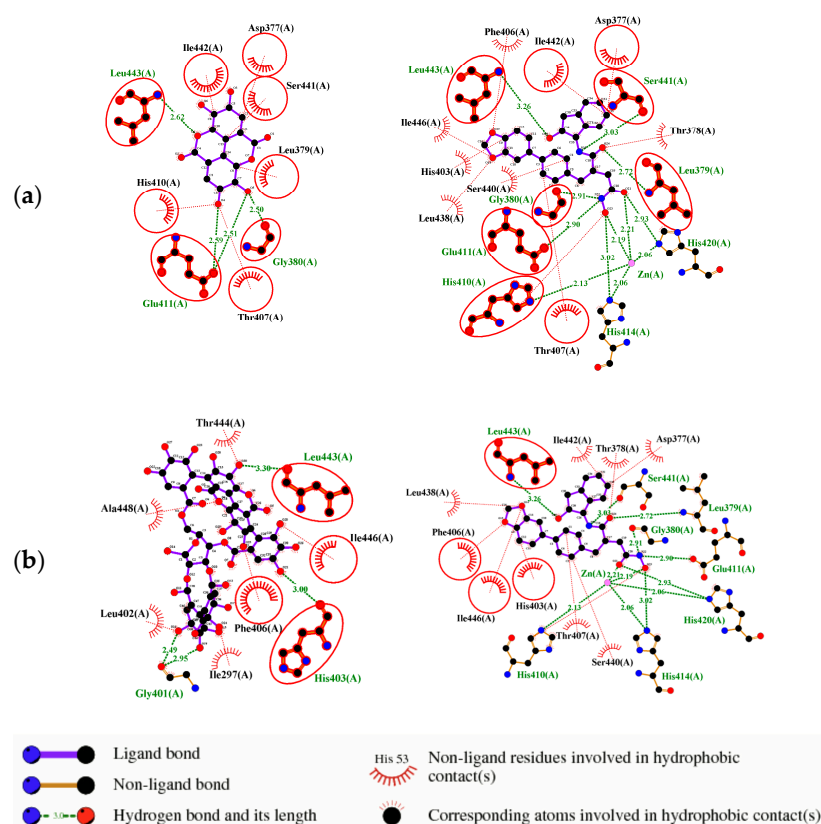 (a)
Asp377(A)
Ile442(A)
Leu443(A)
Ser441(A)
2.62
Leu379(A)
His410(A)
2.50
2.51
2.59
Gly380(A)
Glu411(A)
Thr407(A)
Phe406(A)
Asp377(A)
Ile442(A)
Leu443(A)
Ser441(A)
3.26
Ile446(A)
3.03
Thr378(A)
His403(A)
Ser440(A)
2.72
Leu379(A)
Gly380(A)
Leu438(A)
2.91
2.21
2.93
Glu411(A)
2.90
2.19
His420(A)
3.02
2.06
Zn(A)
His410(A)
2.13
2.06
Thr407(A)
His414(A)
(b)
Thr444(A)
Leu443(A)
3.30
Ala448(A)
Ile446(A)
3.00
Phe406(A)
Leu402(A)
2.49
2.95
Ile297(A)
His403(A)
Gly401(A)
Leu443(A)
Ile442(A)
Thr378(A)
Asp377(A)
Ser441(A)
Leu438(A)
3.26
3.03
2.72
Leu379(A)
Gly380(A)
Phe406(A)
2.91
2.90
Glu411(A)
Zn(A)
2.21
2.19
2.93
Ile446(A)
His403(A)
2.13
2.06
3.02
2.06
His420(A)
Thr407(A)
Ser440(A)
His410(A)
His414(A)
Ligand bond
Non-ligand bond
3.0
Hydrogen bond and its length
His 53
Non-ligand residues involved in hydrophobic
contact(s)
Corresponding atoms involved in hydrophobic contact(s)